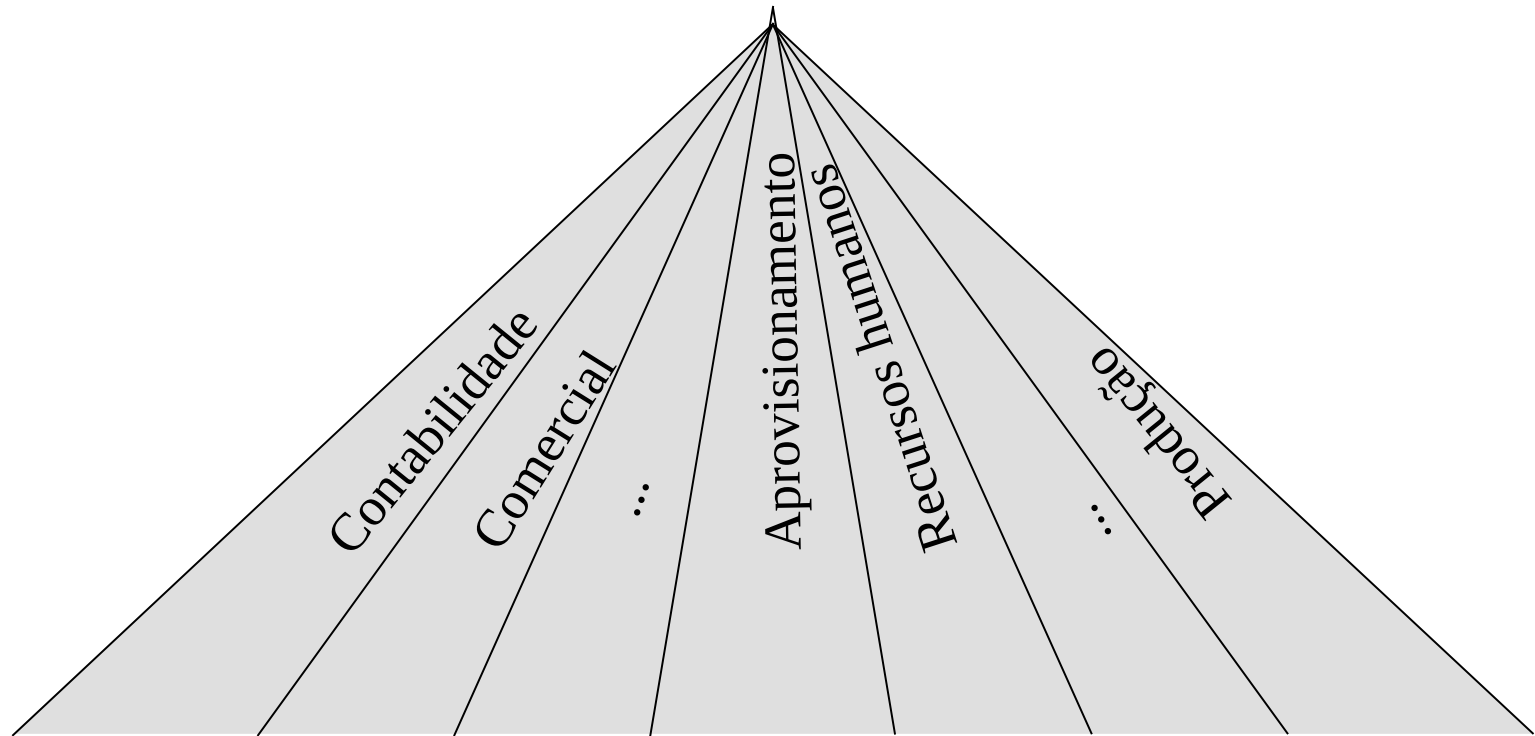 Contabilidade
Comercial
...
Aprovisionamento
Recursos humanos
...
Produção